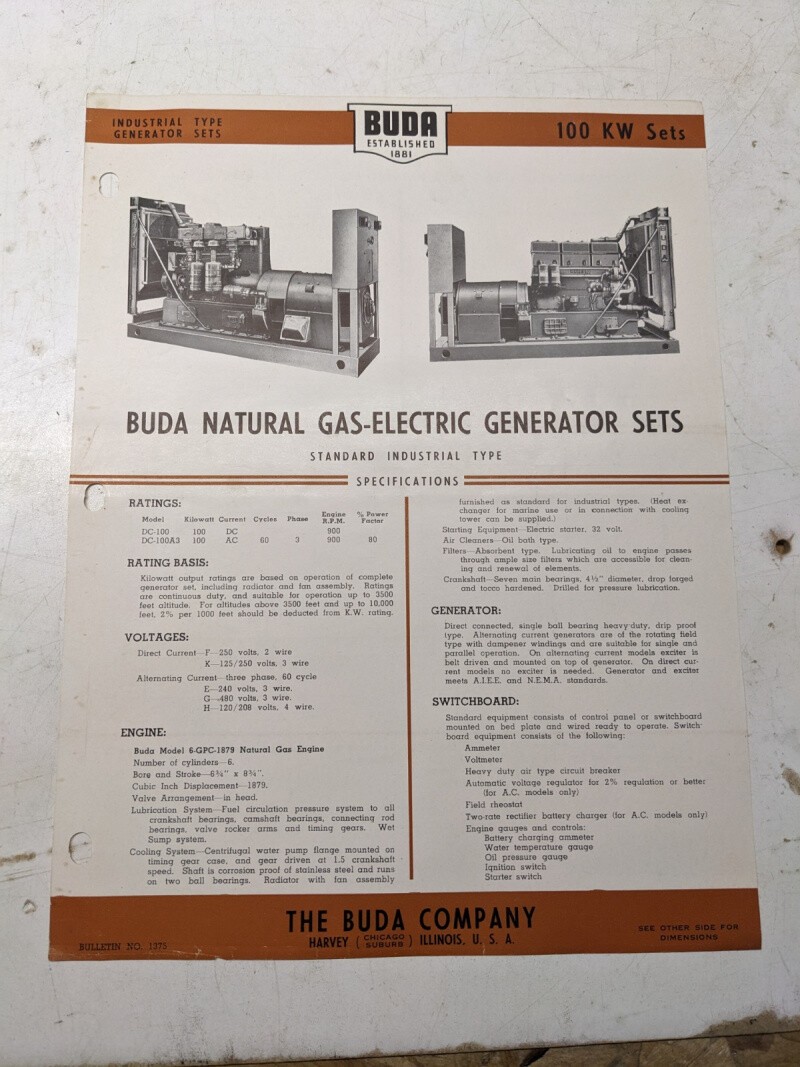 INDUSTRIAL TYPE
GENERATOR SETS
BUDA
ESTABLISHED
1881
100 KW Sets
BUDA
BUDA NATURAL GAS-ELECTRIC GENERATOR SETS
STANDARD INDUSTRIAL TYPE
SPECIFICATIONS
RATINGS:
Model Kilowatt Current Cycles Phase Engine R.P.M. % Power Factor
DC-100 100 DC 900
DC-100A3 100 AC 60 3 900 80
RATING BASIS:
Kilowatt output ratings are based on operation of complete
generator set, including radiator and fan assembly. Ratings
are continuous duty, and suitable for operation up to 3500
feet altitude. For altitudes above 3500 feet and up to 10,000
feet, 2% per 1000 feet should be deducted from K.W. rating.
VOLTAGES:
Direct Current—F—250 volts, 2 wire
K—125/250 volts, 3 wire
Alternating Current—three phase, 60 cycle
E—240 volts, 3 wire.
G—480 volts, 3 wire.
H—120/208 volts, 4 wire.
ENGINE:
Buda Model 6-GPC-1879 Natural Gas Engine
Number of cylinders—6.
Bore and Stroke—6¾" x 8¾".
Cubic Inch Displacement—1879.
Valve Arrangement—in head.
Lubrication System—Fuel circulation pressure system to all
crankshaft bearings, camshaft bearings, connecting rod
bearings, valve rocker arms and timing gears. Wet
Sump system.
Cooling System—Centrifugal water pump flange mounted on
timing gear case, and gear driven at 1.5 crankshaft
speed. Shaft is corrosion proof of stainless steel and runs
on two ball bearings. Radiator with fan assembly
furnished as standard for industrial types. (Heat ex-
changer for marine use or in connection with cooling
tower can be supplied.)
Starting Equipment—Electric starter, 32 volt.
Air Cleaners—Oil bath type.
Filters—Absorbent type. Lubricating oil to engine passes
through ample size filters which are accessible for clean-
ing and renewal of elements.
Crankshaft—Seven main bearings, 4½" diameter, drop forged
and tocco hardened. Drilled for pressure lubrication.
GENERATOR:
Direct connected, single ball bearing heavy-duty, drip proof
type. Alternating current generators are of the rotating field
type with dampener windings and are suitable for single and
parallel operation. On alternating current models exciter is
belt driven and mounted on top of generator. On direct cur-
rent models no exciter is needed. Generator and exciter
meets A.I.E.E. and N.E.M.A. standards.
SWITCHBOARD:
Standard equipment consists of control panel or switchboard
mounted on bed plate and wired ready to operate. Switch-
board equipment consists of the following:
Ammeter
Voltmeter
Heavy duty air type circuit breaker
Automatic voltage regulator for 2% regulation or better
(for A.C. models only)
Field rheostat
Two-rate rectifier battery charger (for A.C. models only)
Engine gauges and controls:
Battery charging ammeter
Water temperature gauge
Oil pressure gauge
Ignition switch
Starter switch
THE BUDA COMPANY
HARVEY (CHICAGO SUBURB) ILLINOIS, U. S. A.
BULLETIN NO. 1375
SEE OTHER SIDE FOR
DIMENSIONS